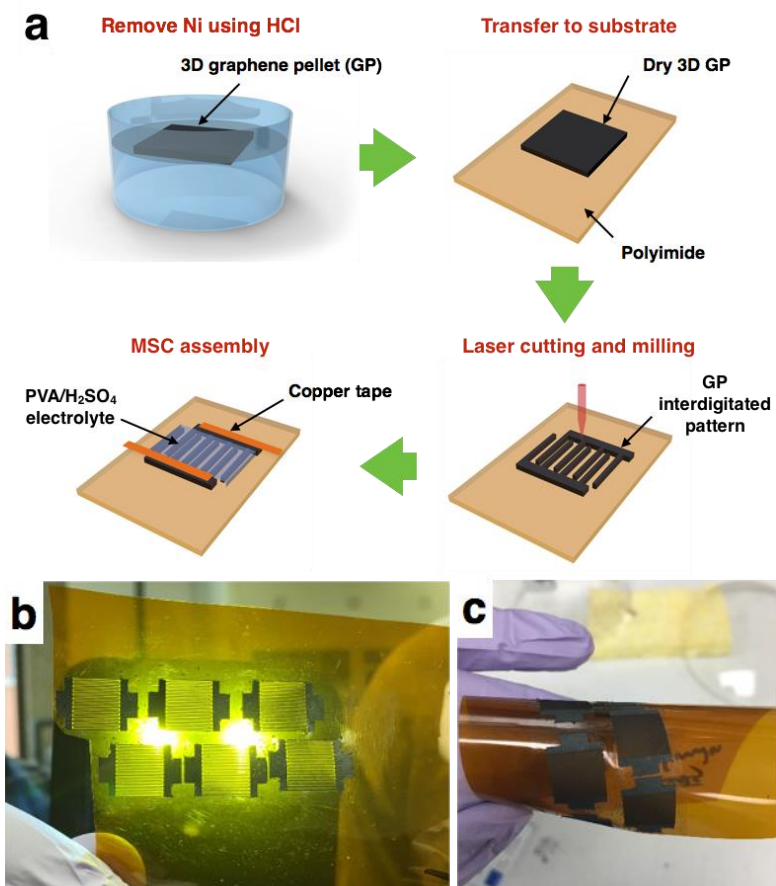 a
Remove Ni using HCl
Transfer to substrate
3D graphene pellet (GP)
Dry 3D GP
Polyimide
MSC assembly
Laser cutting and milling
PVA/H₂SO₄
electrolyte
Copper tape
GP
interdigitated
pattern
b
c